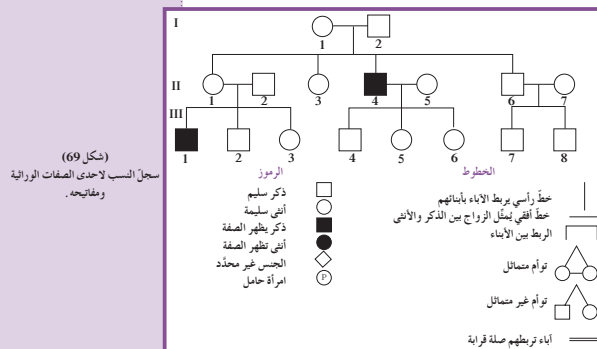 I
1 2
II
1 2 3 4 5 6 7
III
1 2 3 4 5 6 7 8
(شكل 69)
سجلّ النسب لاحدى الصفات الوراثية
ومفاتيحه.
الرموز
ذكر سليم
أنثى سليمة
ذكر يظهر الصفة
أنثى تظهر الصفة
الجنس غير محدَّد
امرأة حامل
P
الخطوط
خطّ رأسي يربط الآباء بأبنائهم
خطّ أفقي يُمثِّل الزواج بين الذكر والأنثى
الربط بين الأبناء
توأم متماثل
توأم غير متماثل
آباء تربطهم صلة قرابة